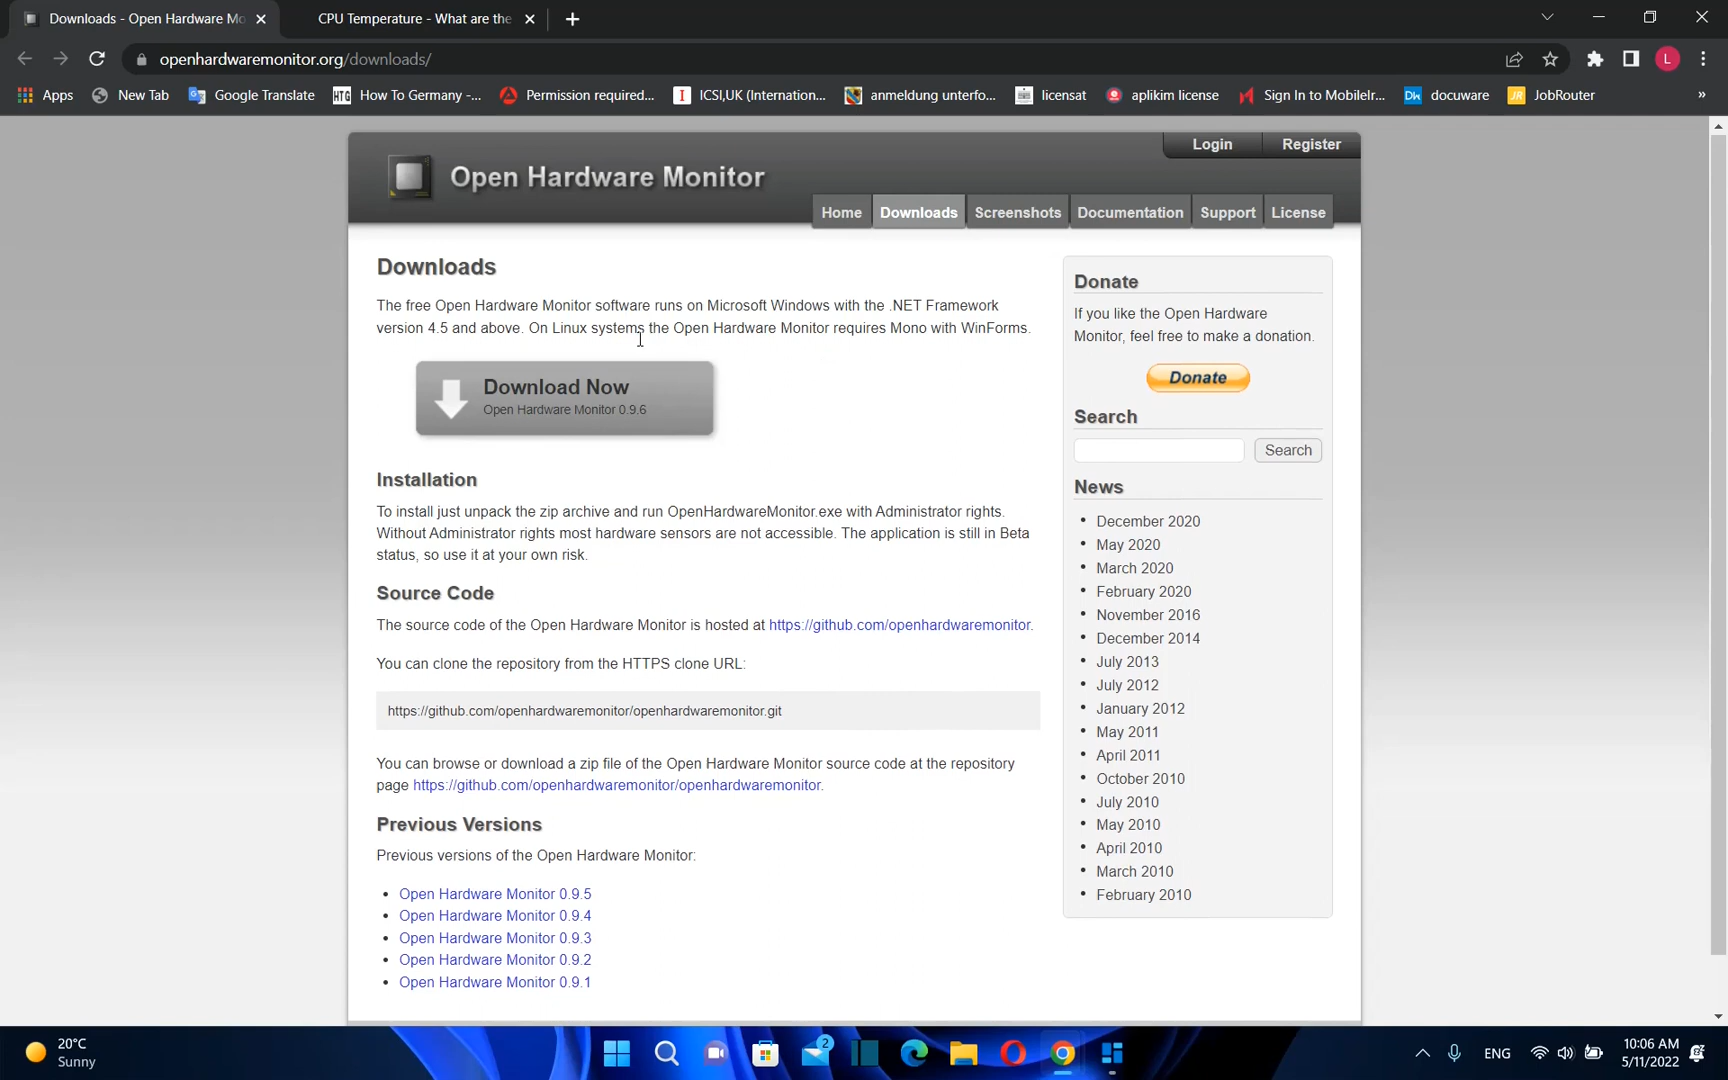 Downloads - Open Hardware Mo
CPU Temperature - What are the
openhardwaremonitor.org/downloads/
L
Apps
New Tab
Google Translate
HTG How To Germany -...
Permission required...
ICSI,UK (Internation...
anmeldung unterfo...
licensat
aplikim license
Sign In to MobileIr...
DW docuware
JR JobRouter
»
Login
Register
Open Hardware Monitor
Home
Downloads
Screenshots
Documentation
Support
License
Downloads
The free Open Hardware Monitor software runs on Microsoft Windows with the .NET Framework
version 4.5 and above. On Linux systems the Open Hardware Monitor requires Mono with WinForms.
Download Now
Open Hardware Monitor 0.9.6
Installation
To install just unpack the zip archive and run OpenHardwareMonitor.exe with Administrator rights.
Without Administrator rights most hardware sensors are not accessible. The application is still in Beta
status, so use it at your own risk.
Source Code
The source code of the Open Hardware Monitor is hosted at https://github.com/openhardwaremonitor.
You can clone the repository from the HTTPS clone URL:
https://github.com/openhardwaremonitor/openhardwaremonitor.git
You can browse or download a zip file of the Open Hardware Monitor source code at the repository
page https://github.com/openhardwaremonitor/openhardwaremonitor.
Previous Versions
Previous versions of the Open Hardware Monitor:
• Open Hardware Monitor 0.9.5
• Open Hardware Monitor 0.9.4
• Open Hardware Monitor 0.9.3
• Open Hardware Monitor 0.9.2
• Open Hardware Monitor 0.9.1
Donate
If you like the Open Hardware
Monitor, feel free to make a donation.
Donate
Search
Search
News
• December 2020
• May 2020
• March 2020
• February 2020
• November 2016
• December 2014
• July 2013
• July 2012
• January 2012
• May 2011
• April 2011
• October 2010
• July 2010
• May 2010
• April 2010
• March 2010
• February 2010
20°C
Sunny
2
ENG
10:06 AM
5/11/2022